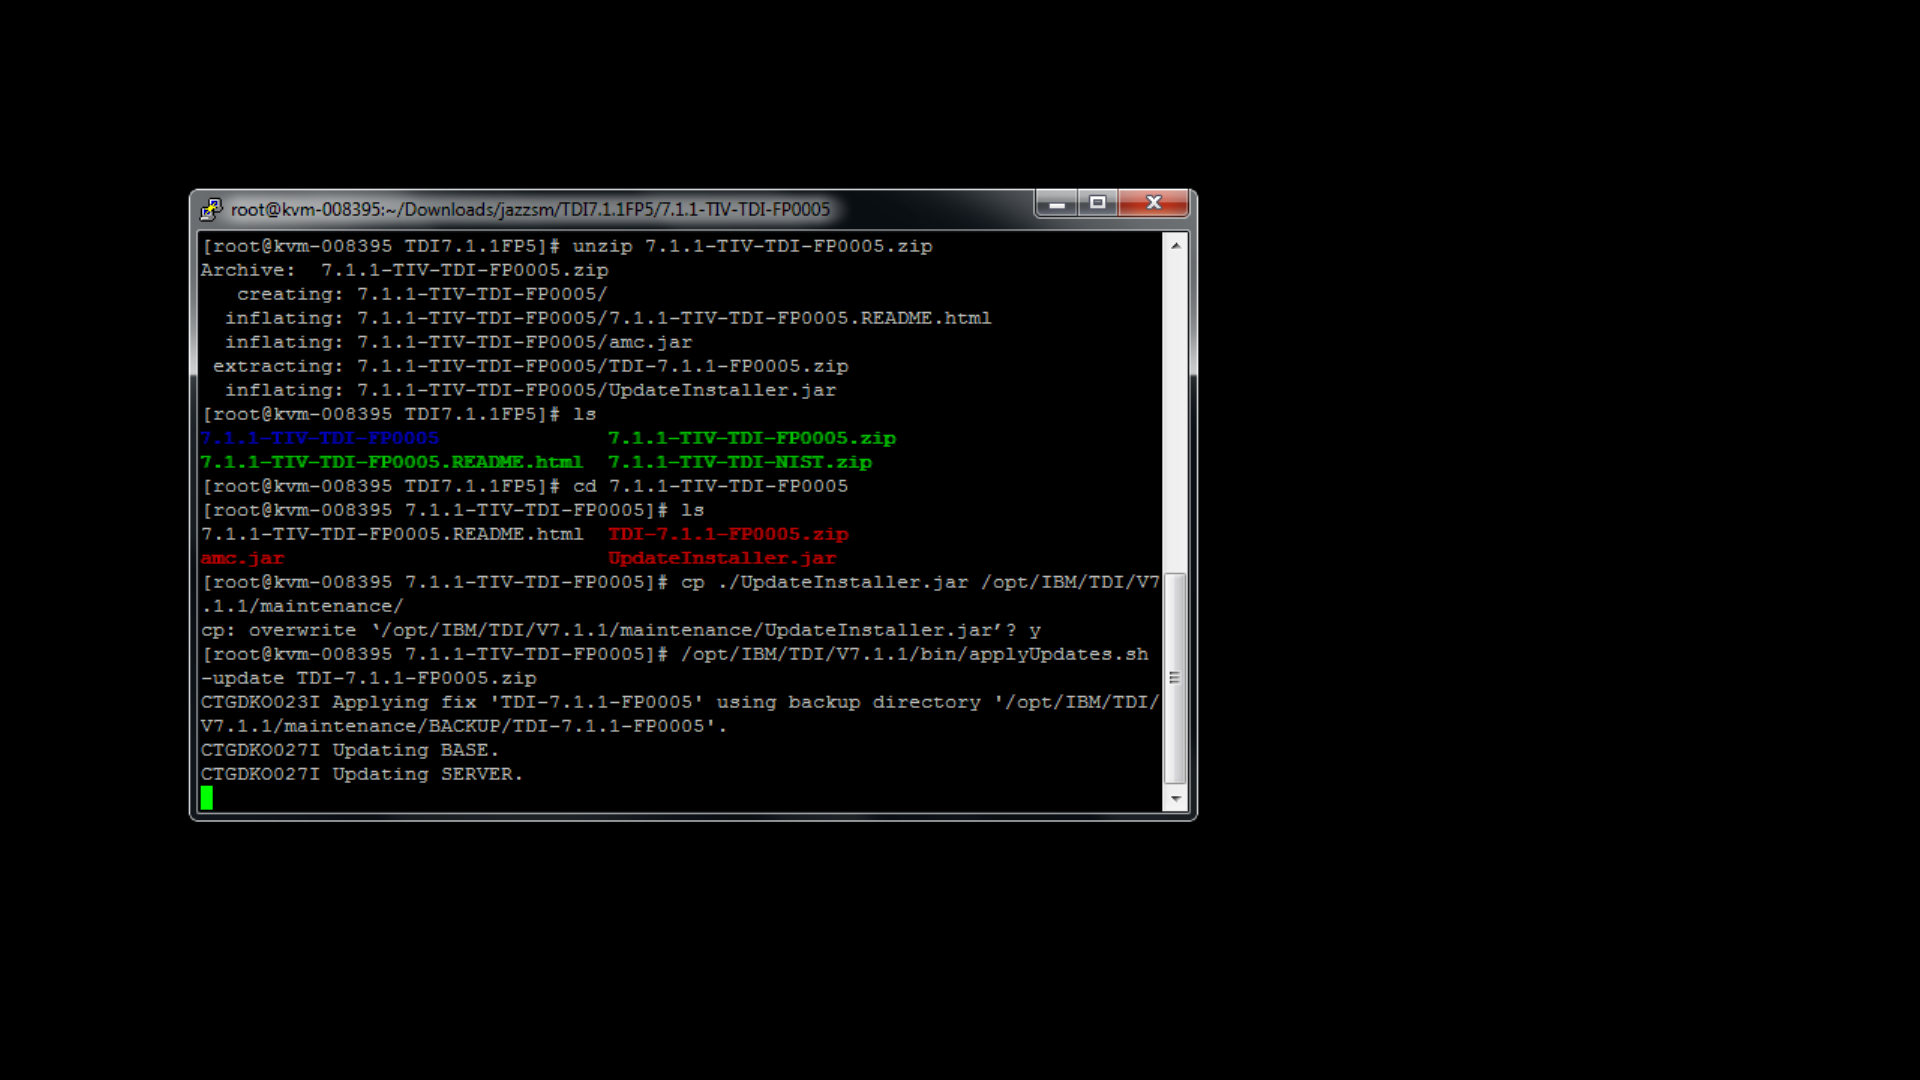 root@kvm-008395:~/Downloads/jazzsm/TDI7.1.1FP5/7.1.1-TIV-TDI-FP0005
[root@kvm-008395 TDI7.1.1FP5]# unzip 7.1.1-TIV-TDI-FP0005.zip
Archive:  7.1.1-TIV-TDI-FP0005.zip
   creating: 7.1.1-TIV-TDI-FP0005/
  inflating: 7.1.1-TIV-TDI-FP0005/7.1.1-TIV-TDI-FP0005.README.html
  inflating: 7.1.1-TIV-TDI-FP0005/amc.jar
 extracting: 7.1.1-TIV-TDI-FP0005/TDI-7.1.1-FP0005.zip
  inflating: 7.1.1-TIV-TDI-FP0005/UpdateInstaller.jar
[root@kvm-008395 TDI7.1.1FP5]# ls
7.1.1-TIV-TDI-FP0005              7.1.1-TIV-TDI-FP0005.zip
7.1.1-TIV-TDI-FP0005.README.html  7.1.1-TIV-TDI-NIST.zip
[root@kvm-008395 TDI7.1.1FP5]# cd 7.1.1-TIV-TDI-FP0005
[root@kvm-008395 7.1.1-TIV-TDI-FP0005]# ls
7.1.1-TIV-TDI-FP0005.README.html  TDI-7.1.1-FP0005.zip
amc.jar                           UpdateInstaller.jar
[root@kvm-008395 7.1.1-TIV-TDI-FP0005]# cp ./UpdateInstaller.jar /opt/IBM/TDI/V7
.1.1/maintenance/
cp: overwrite ‘/opt/IBM/TDI/V7.1.1/maintenance/UpdateInstaller.jar’? y
[root@kvm-008395 7.1.1-TIV-TDI-FP0005]# /opt/IBM/TDI/V7.1.1/bin/applyUpdates.sh
-update TDI-7.1.1-FP0005.zip
CTGDKO023I Applying fix 'TDI-7.1.1-FP0005' using backup directory '/opt/IBM/TDI/
V7.1.1/maintenance/BACKUP/TDI-7.1.1-FP0005'.
CTGDKO027I Updating BASE.
CTGDKO027I Updating SERVER.